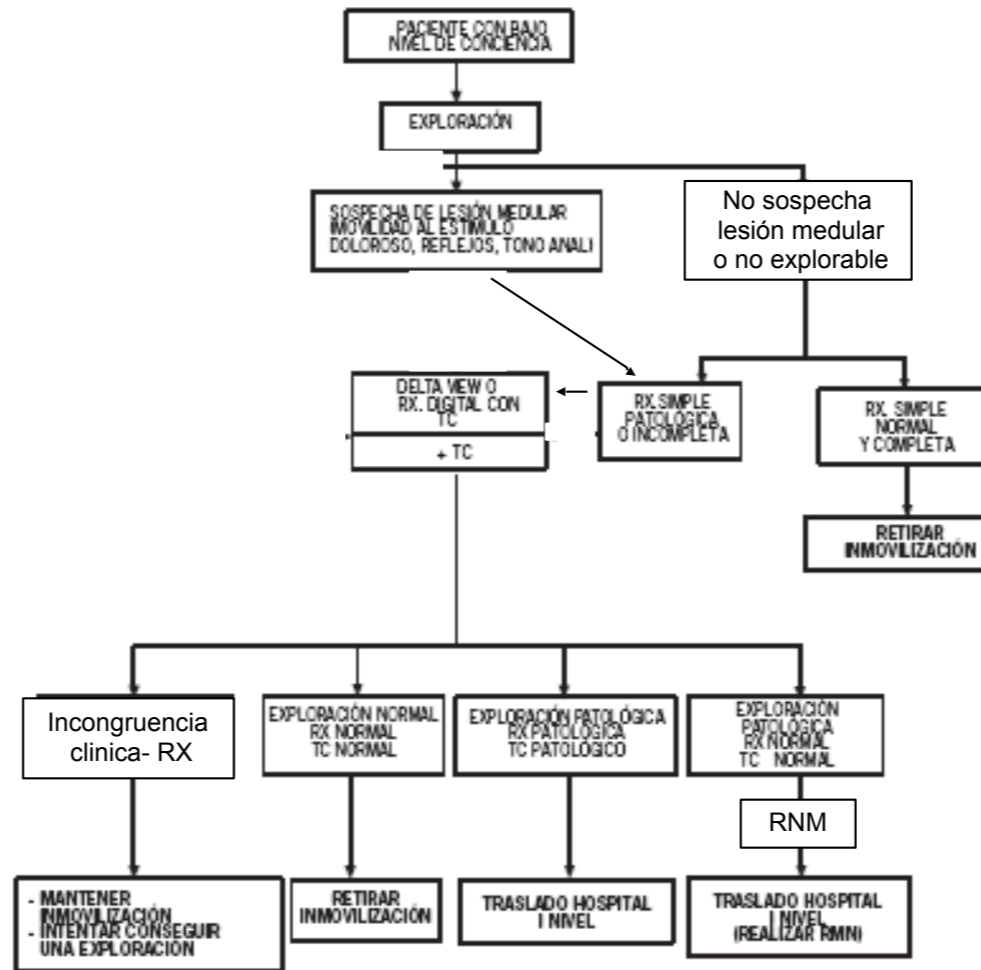 PACIENTE CON BAJO
NIVEL DE CONCIENCIA
EXPLORACIÓN
SOSPECHA DE LESIÓN MEDULAR
(MOVILIDAD AL ESTÍMULO
DOLOROSO, REFLEJOS, TONO ANAL)
No sospecha
lesión medular
o no explorable
DELTA VIEW O
RX. DIGITAL CON
TC
+ TC
RX. SIMPLE
PATOLÓGICA
O INCOMPLETA
RX. SIMPLE
NORMAL
Y COMPLETA
RETIRAR
INMOVILIZACIÓN
Incongruencia
clinica- RX
EXPLORACIÓN NORMAL
RX NORMAL
TC NORMAL
EXPLORACIÓN PATOLÓGICA
RX PATOLÓGICA
TC PATOLÓGICO
EXPLORACIÓN
PATOLÓGICA
RX NORMAL
TC NORMAL
RNM
- MANTENER
INMOVILIZACIÓN
- INTENTAR CONSEGUIR
UNA EXPLORACIÓN
RETIRAR
INMOVILIZACIÓN
TRASLADO HOSPITAL
I NIVEL
TRASLADO HOSPITAL
I NIVEL
(REALIZAR RMN)